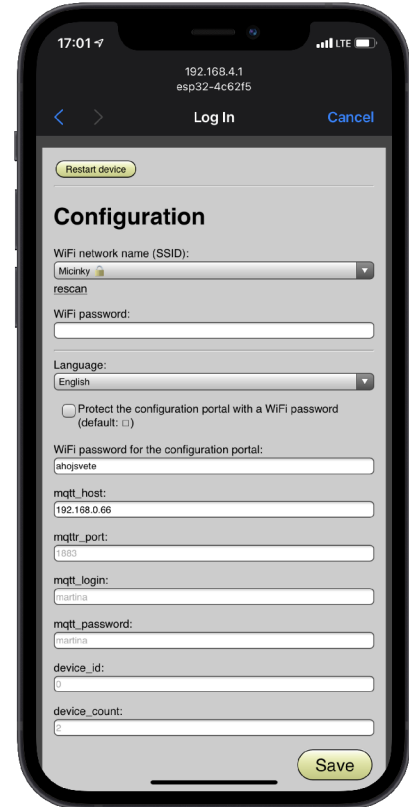 17:01
LTE
192.168.4.1
esp32-4c62f5
Log In
Cancel
Restart device
Configuration
WiFi network name (SSID):
Micinky
rescan
WiFi password:
Language:
English
Protect the configuration portal with a WiFi password
(default: □)
WiFi password for the configuration portal:
ahojsvete
mqtt_host:
192.168.0.66
mqttr_port:
1883
mqtt_login:
martina
mqtt_password:
martina
device_id:
0
device_count:
2
Save